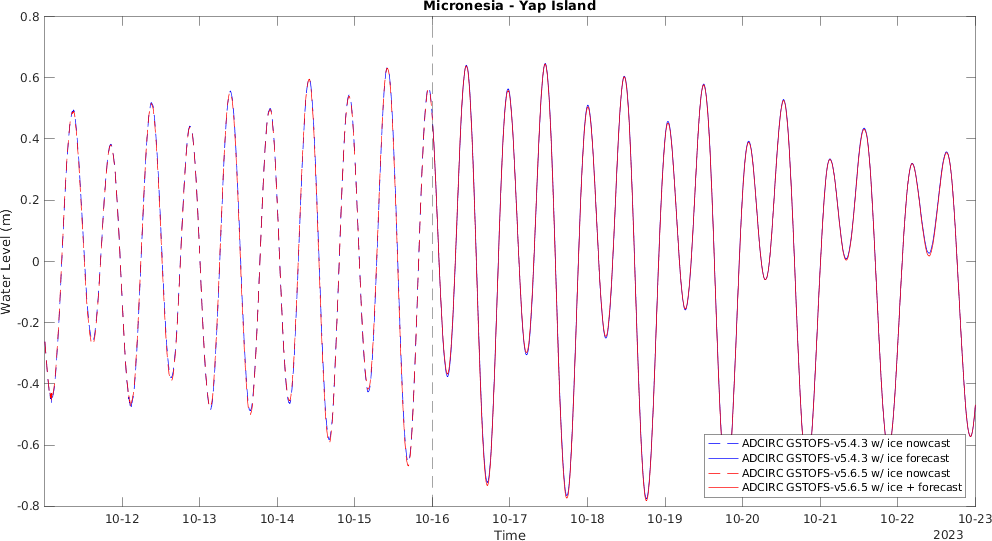 Micronesia - Yap Island
0.8
0.6
0.4
0.2
0
-0.2
-0.4
-0.6
-0.8
Water Level (m)
ADCIRC GSTOFS-v5.4.3 w/ ice nowcast
ADCIRC GSTOFS-v5.4.3 w/ ice forecast
ADCIRC GSTOFS-v5.6.5 w/ ice nowcast
ADCIRC GSTOFS-v5.6.5 w/ ice + forecast
10-12 10-13 10-14 10-15 10-16 10-17 10-18 10-19 10-20 10-21 10-22 10-23
Time
2023